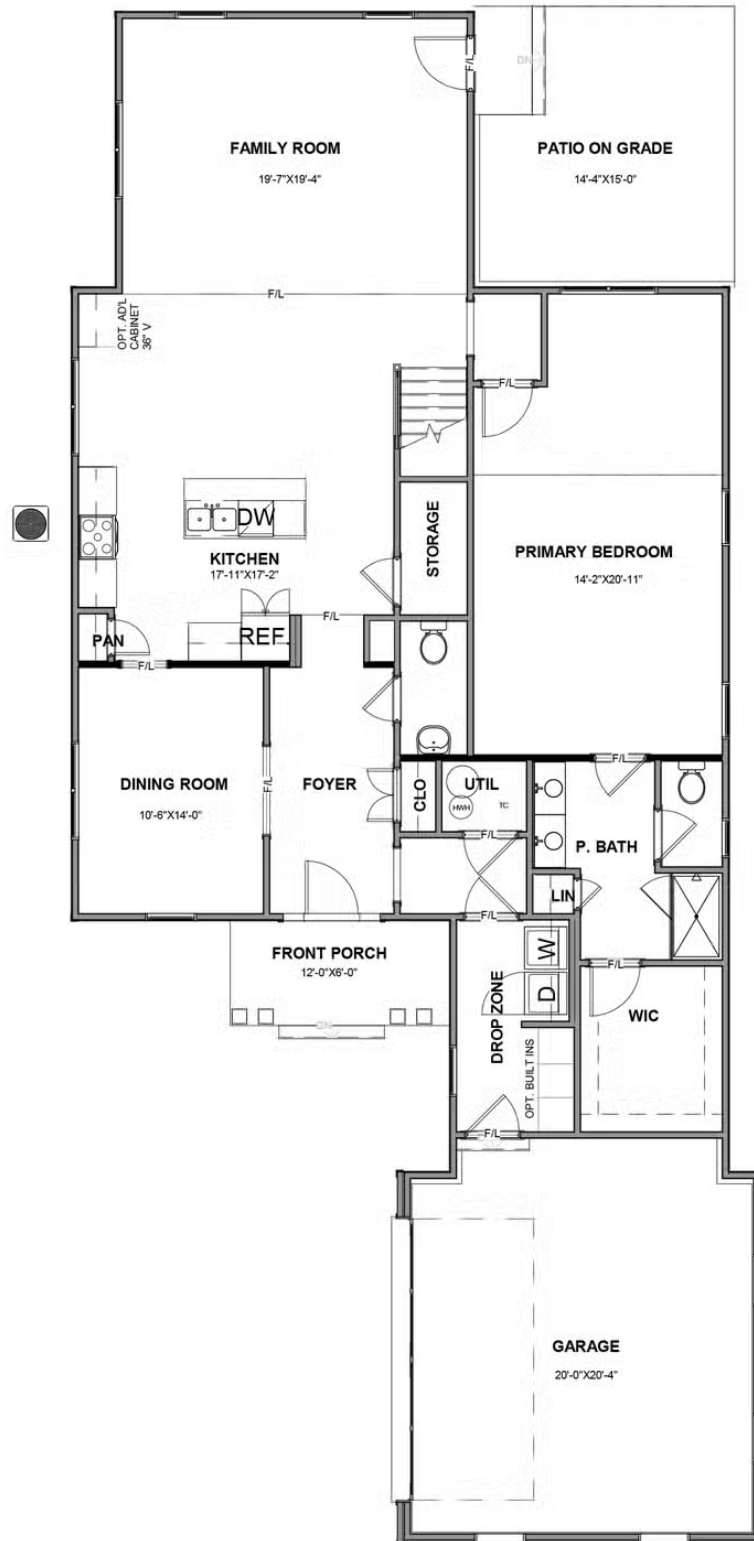 F/L
DN
FAMILY ROOM
19'-7"X19'-4"
PATIO ON GRADE
14'-4"X15'-0"
F/L
OPT. AD'L
CABINET
36" V
F/L
STORAGE
DW
KITCHEN
17'-11"X17'-2"
PRIMARY BEDROOM
14'-2"X20'-11"
F/L
REF
PAN
F/L
F/L
DINING ROOM
10'-6"X14'-0"
F/L
FOYER
CLO
UTIL
HWH
TC
F/L
P. BATH
LIN
F/L
FRONT PORCH
12'-0"X6'-0"
DN
W
D
DROP ZONE
OPT. BUILT INS
F/L
WIC
F/L
GARAGE
20'-0"X20'-4"